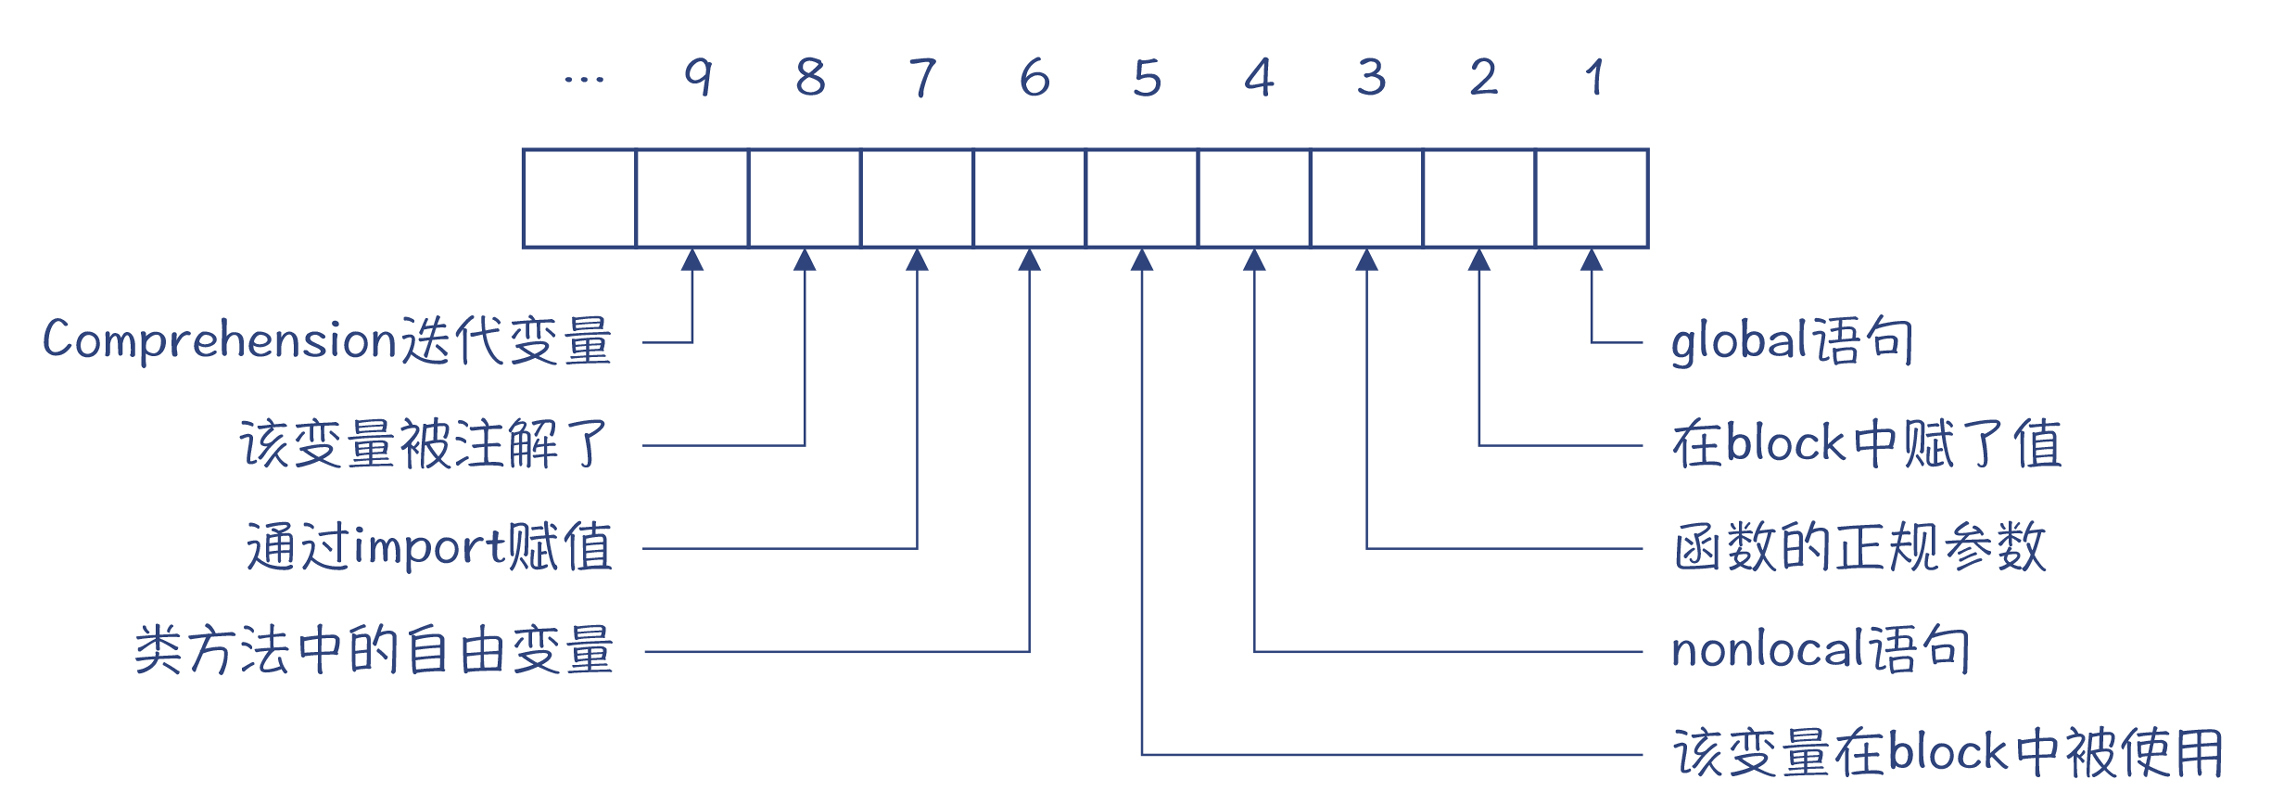 … 9 8 7 6 5 4 3 2 1
Comprehension迭代变量
global语句
该变量被注解了
在block中赋了值
通过import赋值
函数的正规参数
类方法中的自由变量
nonlocal语句
该变量在block中被使用